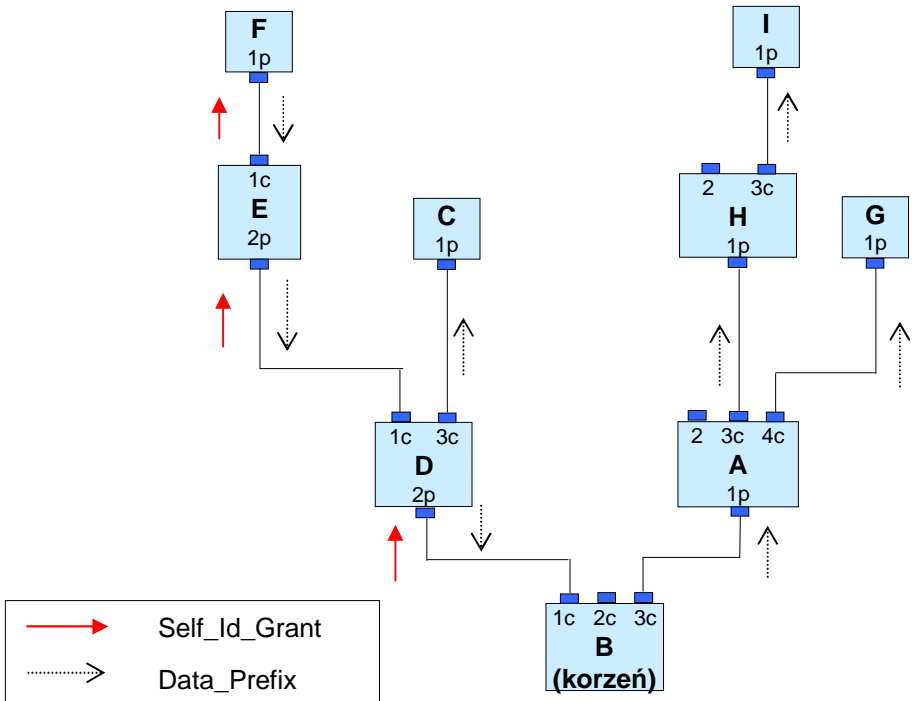 F
1p
I
1p
1c
E
2p
C
1p
2 3c
H
1p
G
1p
1c 3c
D
2p
2 3c 4c
A
1p
1c 2c 3c
B
(korzeń)
Self_Id_Grant
Data_Prefix